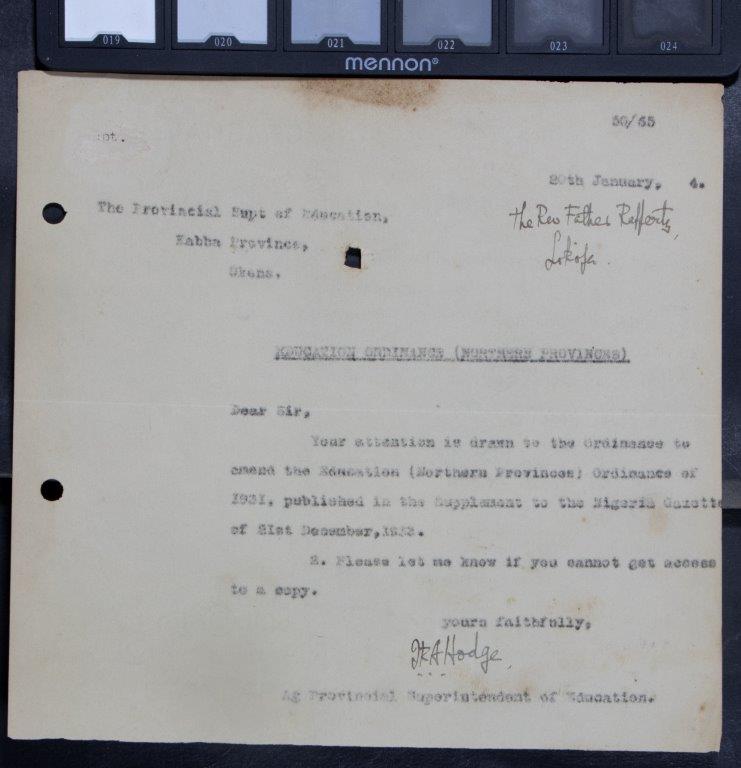 019 020 021 022 023 024
mennon®
50/65
pt.
20th January, 4.
The Provincial Supt of Education,
Kabba Province,
Okene.
The Rev Father Rafferty,
Lokoja.
EDUCATION ORDINANCE (NORTHERN PROVINCES)
Dear Sir,
Your attention is drawn to the Ordinance to
amend the Education (Northern Provinces) Ordinance of
1931, published in the Supplement to the Nigeria Gazette
of 21st December, 1933.
2. Please let me know if you cannot get access
to a copy.
yours faithfully,
Hodge
Ag Provincial Superintendent of Education.